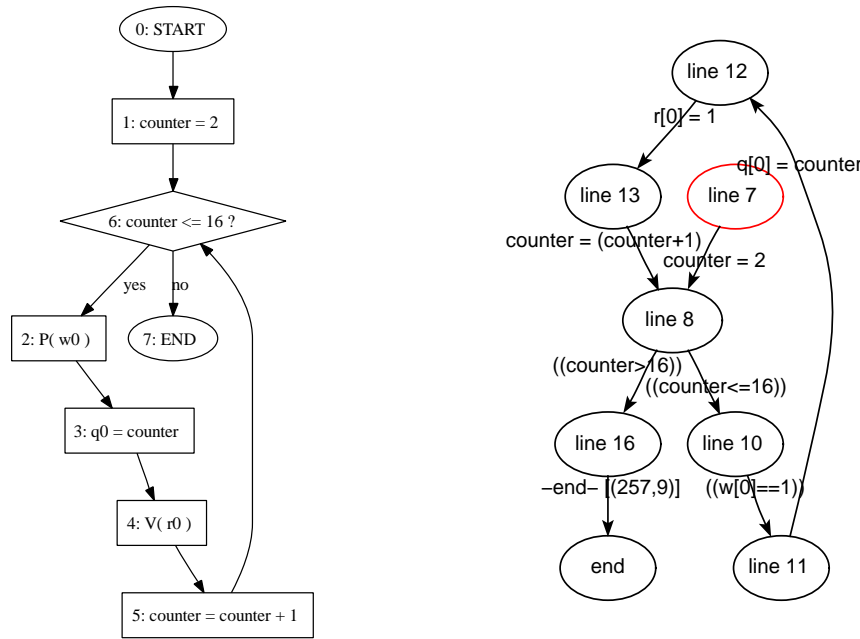 0: START
1: counter = 2
6: counter <= 16 ?
yes
no
2: P( w0 )
7: END
3: q0 = counter
4: V( r0 )
5: counter = counter + 1
line 12
r[0] = 1
q[0] = counter
line 13
line 7
counter = (counter+1)
counter = 2
line 8
((counter>16))
((counter<=16))
line 16
line 10
−end− [(257,9)]
((w[0]==1))
end
line 11